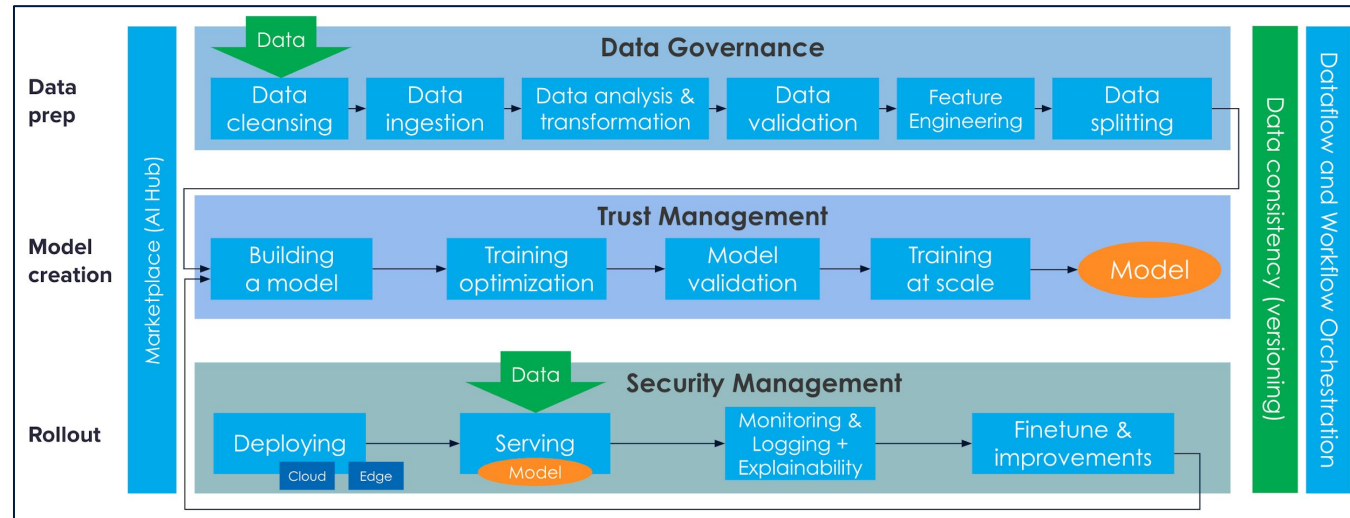 Data
Data Governance
Data
prep
Data
cleansing
Data
ingestion
Data analysis &
transformation
Data
validation
Feature
Engineering
Data
splitting
Marketplace (AI Hub)
Trust Management
Model
creation
Building
a model
Training
optimization
Model
validation
Training
at scale
Model
Data
Security Management
Rollout
Deploying
Cloud
Edge
Serving
Model
Monitoring &
Logging +
Explainability
Finetune &
improvements
Data consistency (versioning)
Dataflow and Workflow Orchestration